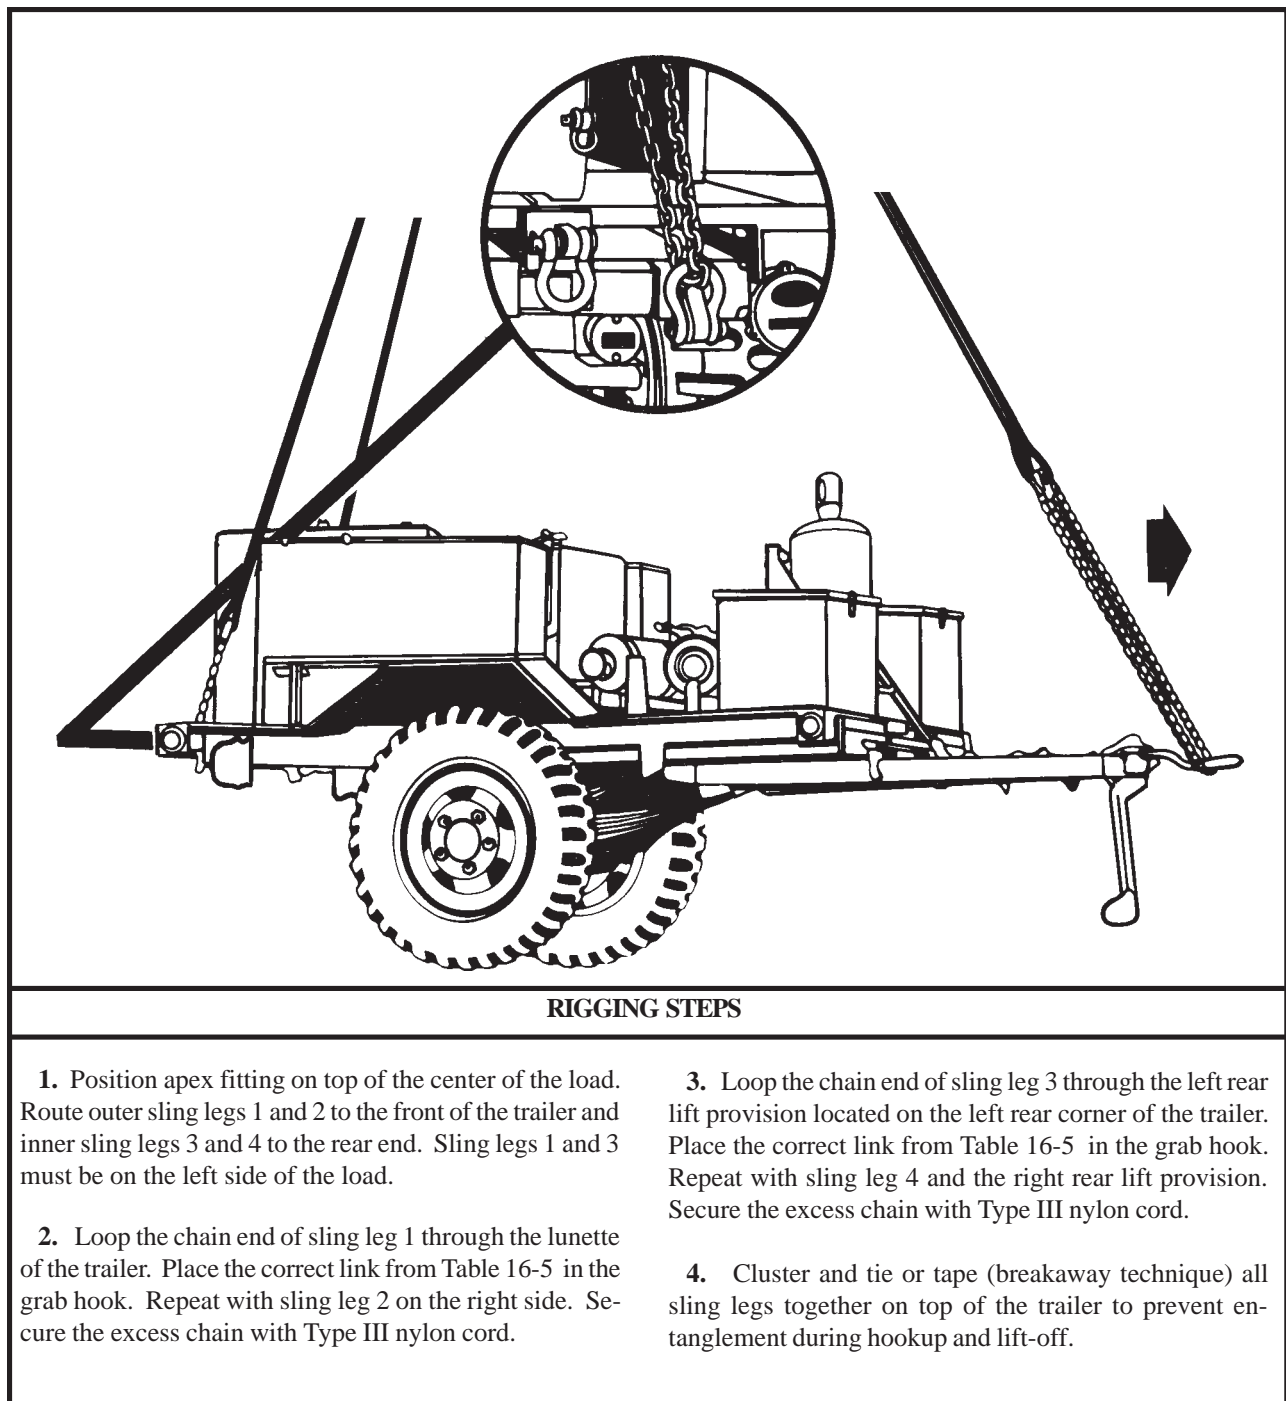 RIGGING STEPS
1. Position apex fitting on top of the center of the load.
Route outer sling legs 1 and 2 to the front of the trailer and
inner sling legs 3 and 4 to the rear end. Sling legs 1 and 3
must be on the left side of the load.
2. Loop the chain end of sling leg 1 through the lunette
of the trailer. Place the correct link from Table 16-5 in the
grab hook. Repeat with sling leg 2 on the right side. Se-
cure the excess chain with Type III nylon cord.
3. Loop the chain end of sling leg 3 through the left rear
lift provision located on the left rear corner of the trailer.
Place the correct link from Table 16-5 in the grab hook.
Repeat with sling leg 4 and the right rear lift provision.
Secure the excess chain with Type III nylon cord.
4. Cluster and tie or tape (breakaway technique) all
sling legs together on top of the trailer to prevent en-
tanglement during hookup and lift-off.